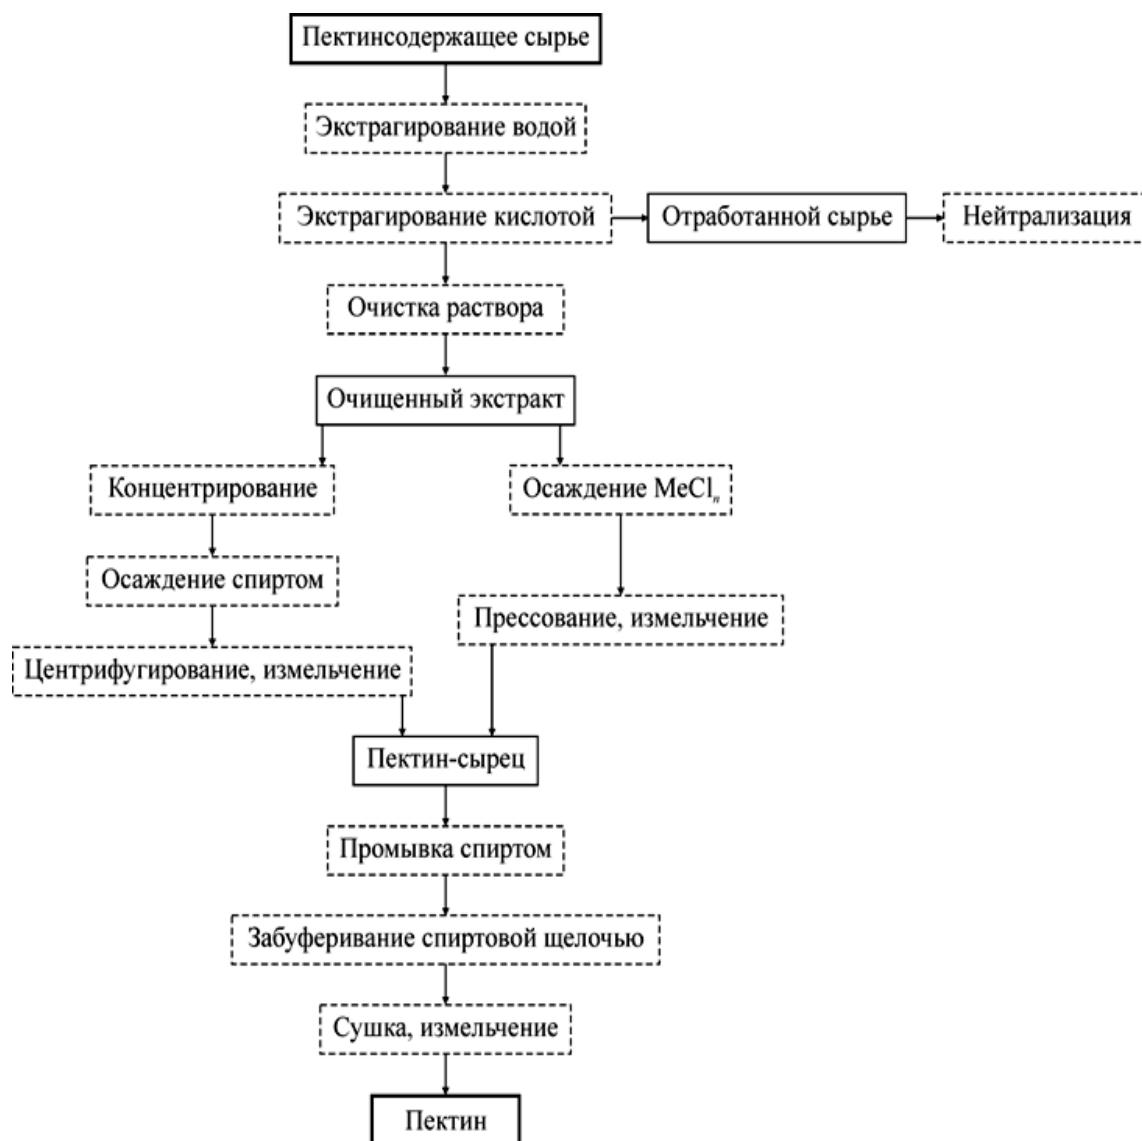 Пектинсодержащее сырье
Экстрагирование водой
Экстрагирование кислотой
Отработанной сырье
Нейтрализация
Очистка раствора
Очищенный экстракт
Концентрирование
Осаждение MeClₙ
Осаждение спиртом
Прессование, измельчение
Центрифугирование, измельчение
Пектин-сырец
Промывка спиртом
Забуферивание спиртовой щелочью
Сушка, измельчение
Пектин